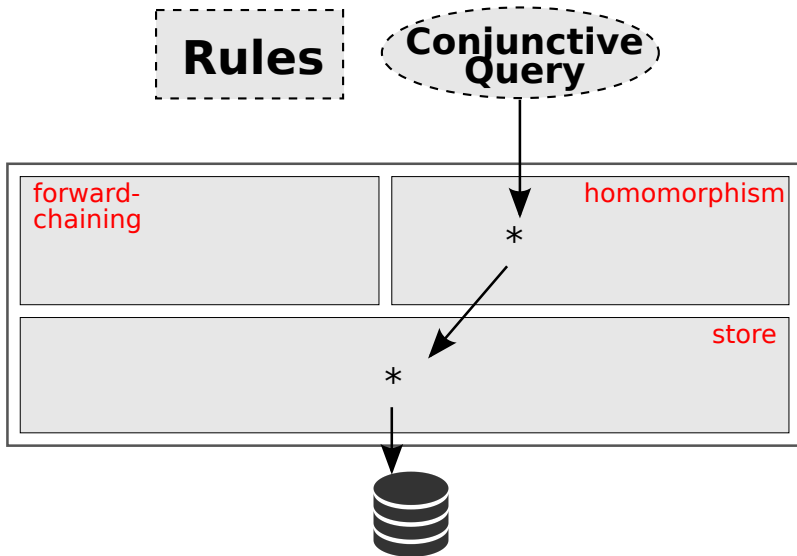 Rules
Conjunctive
Query
forward-
chaining
homomorphism
*
store
*